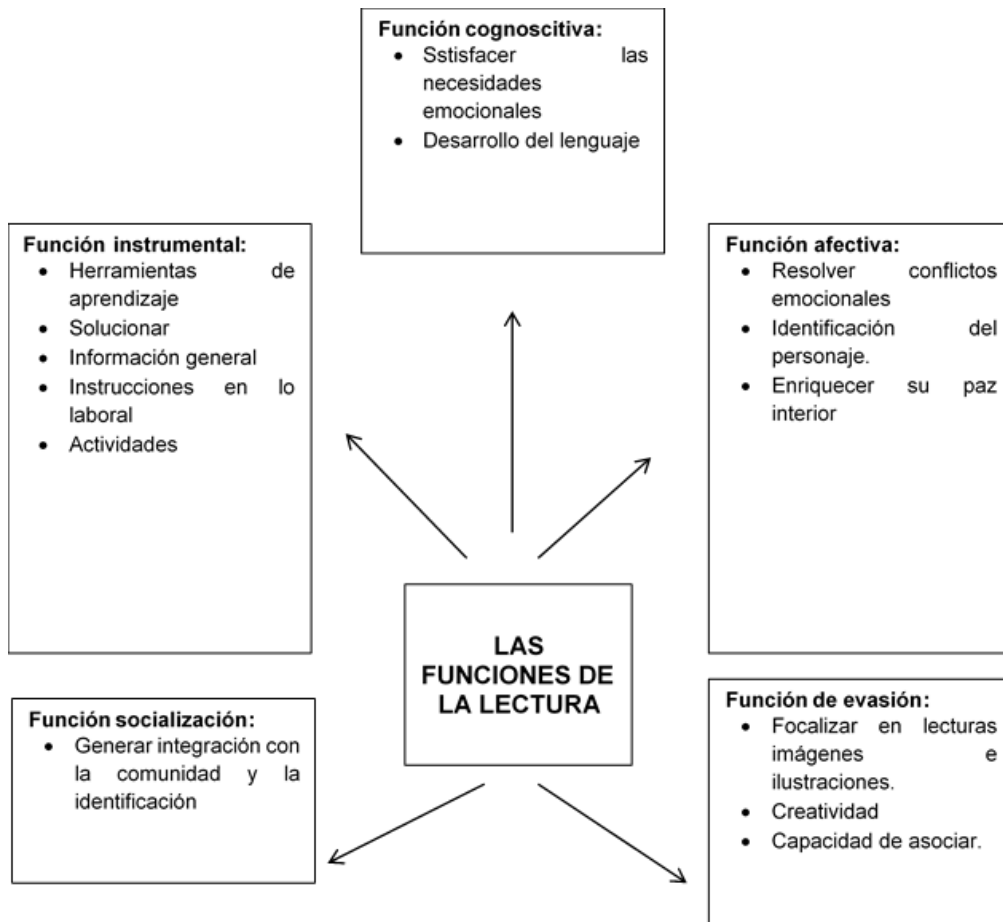 Función cognoscitiva:
• Sstisfacer las
necesidades
emocionales
• Desarrollo del lenguaje
Función instrumental:
• Herramientas de
aprendizaje
• Solucionar
• Información general
• Instrucciones en lo
laboral
• Actividades
Función afectiva:
• Resolver conflictos
emocionales
• Identificación del
personaje.
• Enriquecer su paz
interior
LAS
FUNCIONES DE
LA LECTURA
Función socialización:
• Generar integración con
la comunidad y la
identificación
Función de evasión:
• Focalizar en lecturas
imágenes e
ilustraciones.
• Creatividad
• Capacidad de asociar.